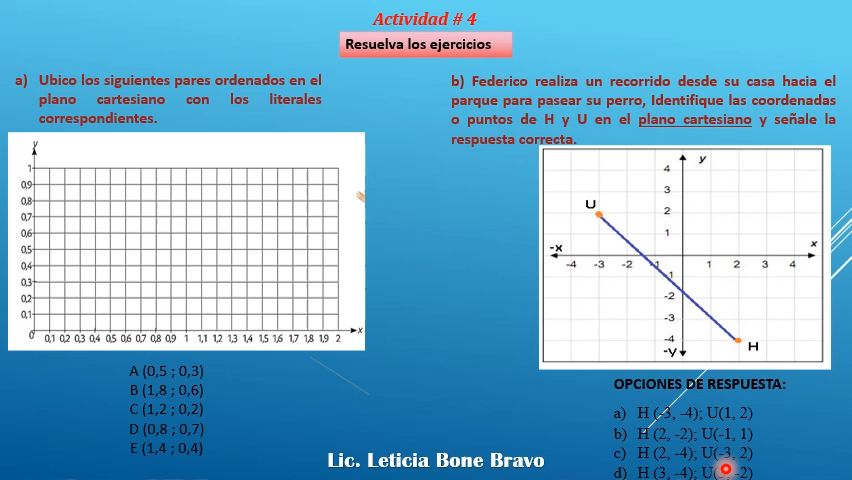 Actividad # 4
Resuelva los ejercicios
a) Ubico los siguientes pares ordenados en el
plano cartesiano con los literales
correspondientes.
y
1
0,9
0,8
0,7
0,6
0,5
0,4
0,3
0,2
0,1
0 0,1 0,2 0,3 0,4 0,5 0,6 0,7 0,8 0,9 1 1,1 1,2 1,3 1,4 1,5 1,6 1,7 1,8 1,9 2 x
A (0,5 ; 0,3)
B (1,8 ; 0,6)
C (1,2 ; 0,2)
D (0,8 ; 0,7)
E (1,4 ; 0,4)
b) Federico realiza un recorrido desde su casa hacia el
parque para pasear su perro, Identifique las coordenadas
o puntos de H y U en el plano cartesiano y señale la
respuesta correcta.
y
4
3
U 2
1
-x x
-4 -3 -2 -1 1 2 3 4
-1
-2
-3
-4
-y H
OPCIONES DE RESPUESTA:
a) H (-3, -4); U(1, 2)
b) H (2, -2); U(-1, 1)
c) H (2, -4); U(-3, 2)
d) H (3, -4); -2)
Lic. Leticia Bone Bravo